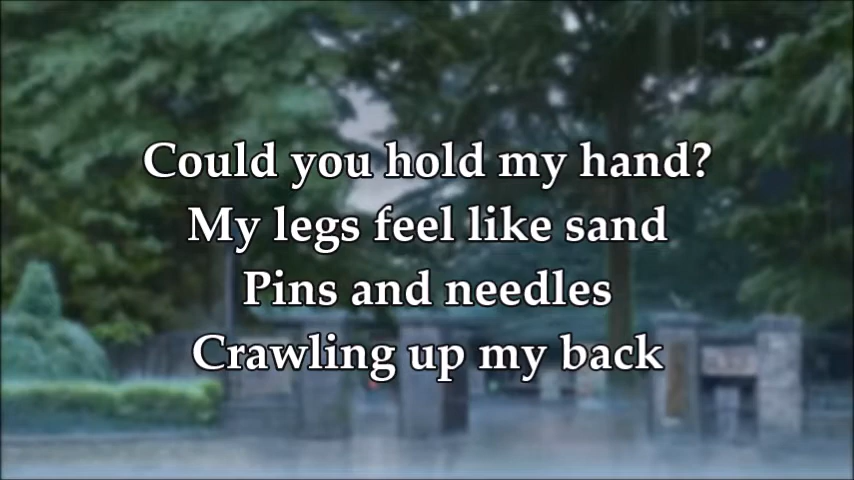 Could you hold my hand?
My legs feel like sand
Pins and needles
Crawling up my back